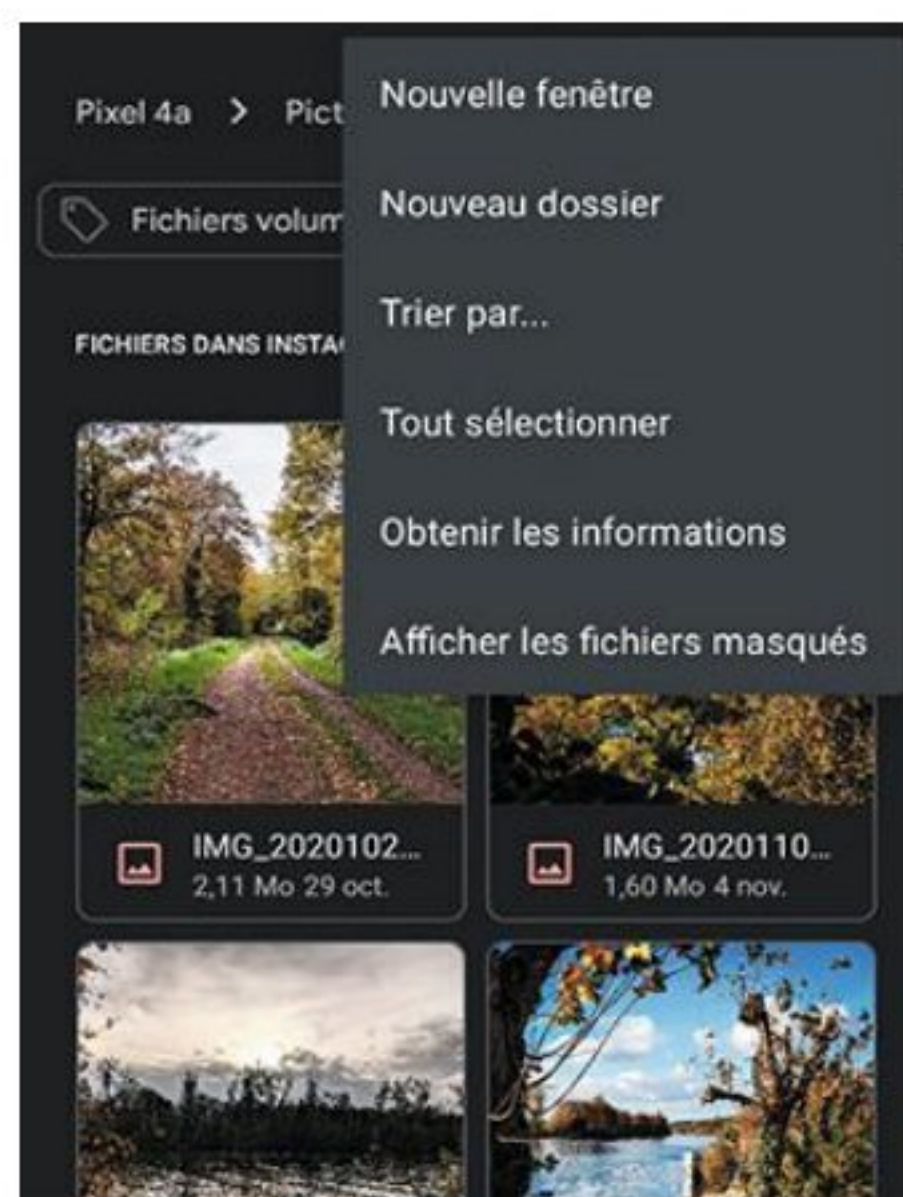 Pixel 4a > Pict
Nouvelle fenêtre
Fichiers volum
Nouveau dossier
Trier par...
FICHIERS DANS INSTA
Tout sélectionner
Obtenir les informations
Afficher les fichiers masqués
IMG_2020102...
2,11 Mo 29 oct.
IMG_2020110...
1,60 Mo 4 nov.